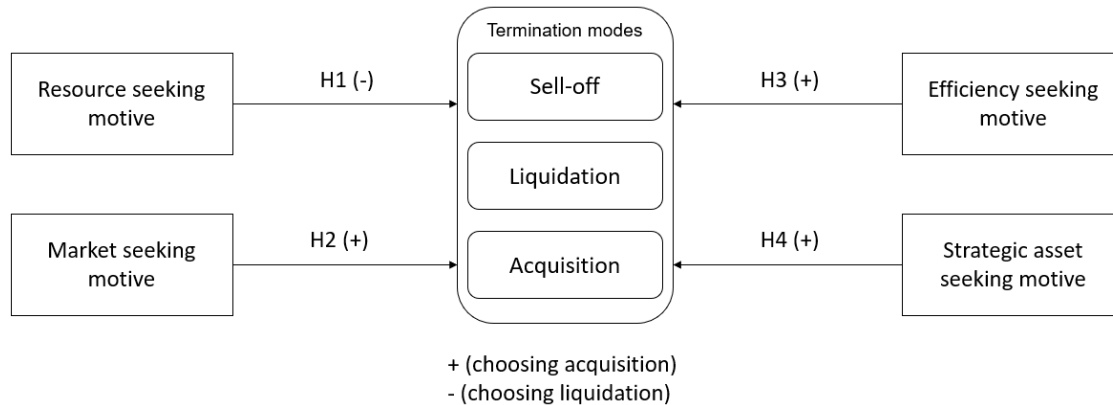 Termination modes
Resource seeking
motive
H1 (-)
Sell-off
H3 (+)
Efficiency seeking
motive
Liquidation
Market seeking
motive
H2 (+)
Acquisition
H4 (+)
Strategic asset
seeking motive
+ (choosing acquisition)
- (choosing liquidation)